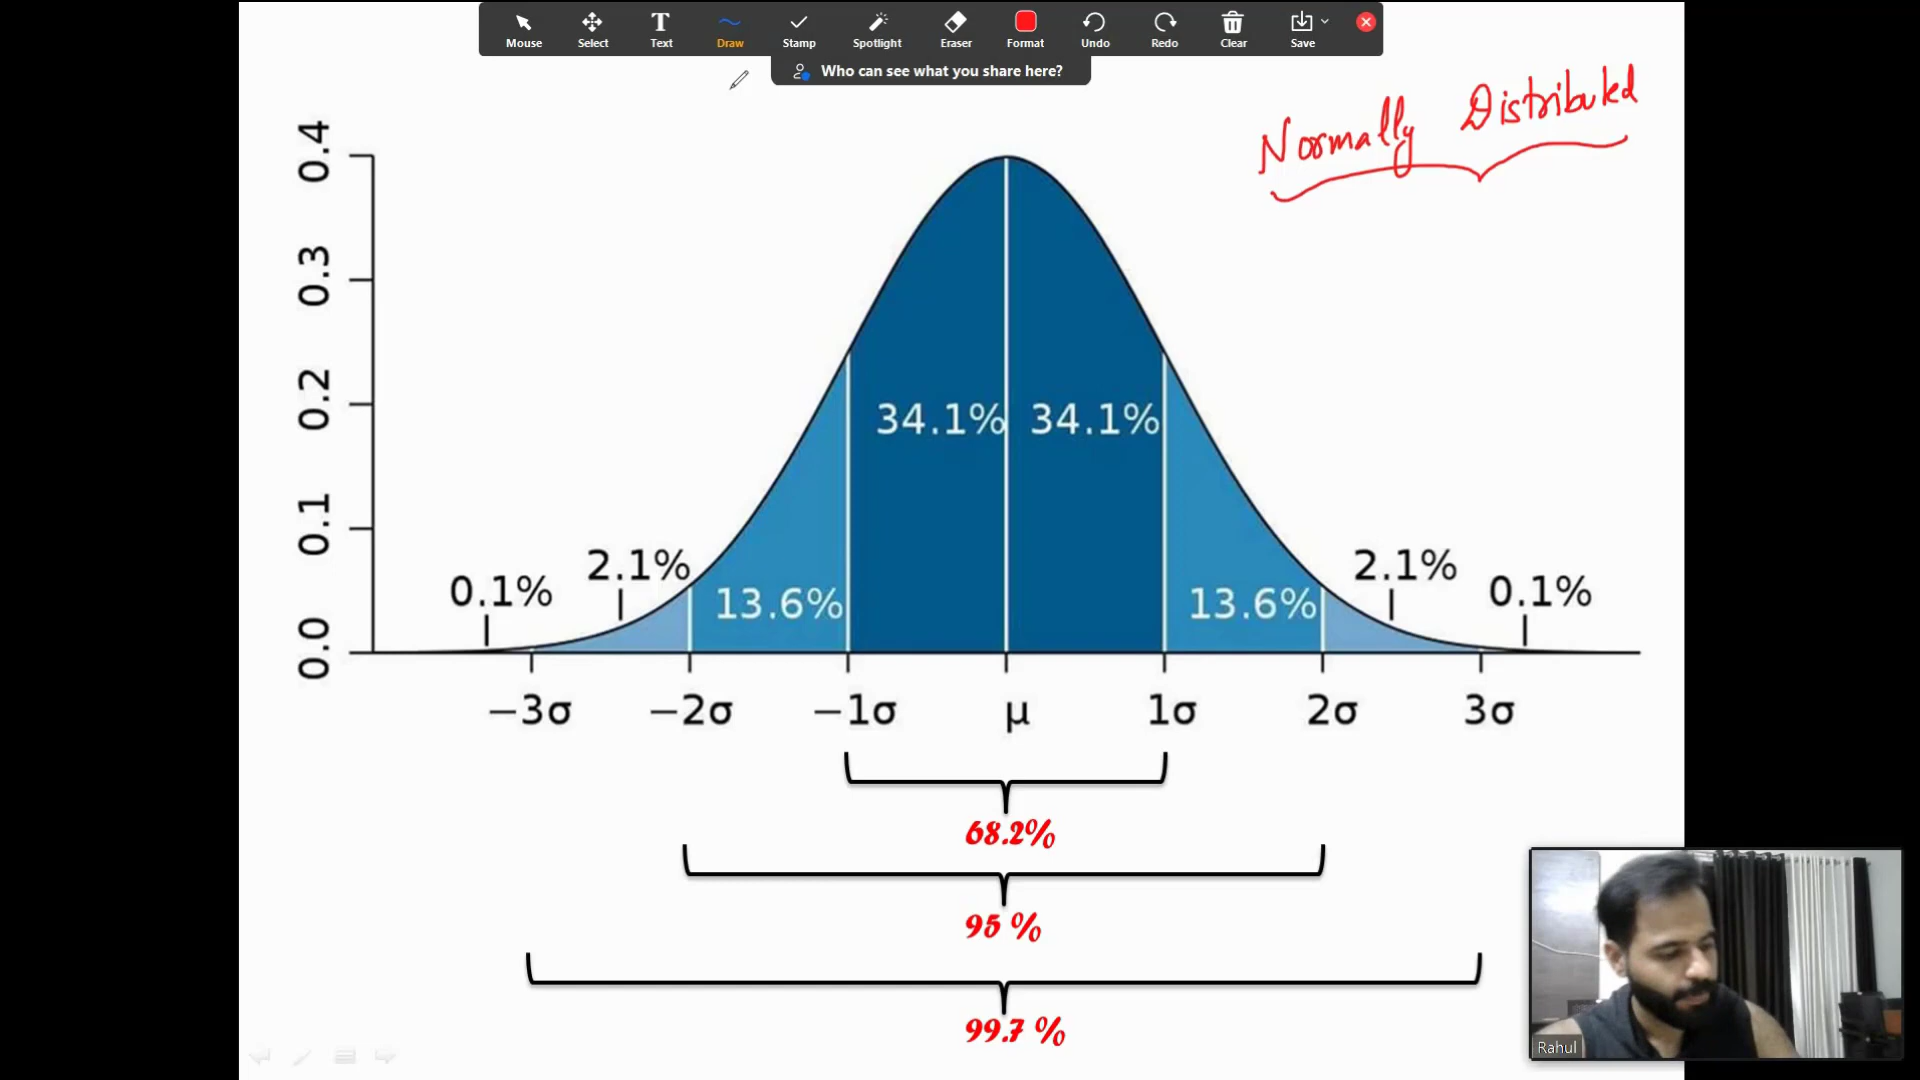 Mouse Select Text Draw Stamp Spotlight Eraser Format Undo Redo Clear Save
Who can see what you share here?
Normally Distributed
0.4
0.3
0.2
0.1
0.0
34.1% 34.1%
2.1% 2.1%
0.1% 0.1%
13.6% 13.6%
−3σ −2σ −1σ μ 1σ 2σ 3σ
68.2%
95 %
99.7 %
Rahul